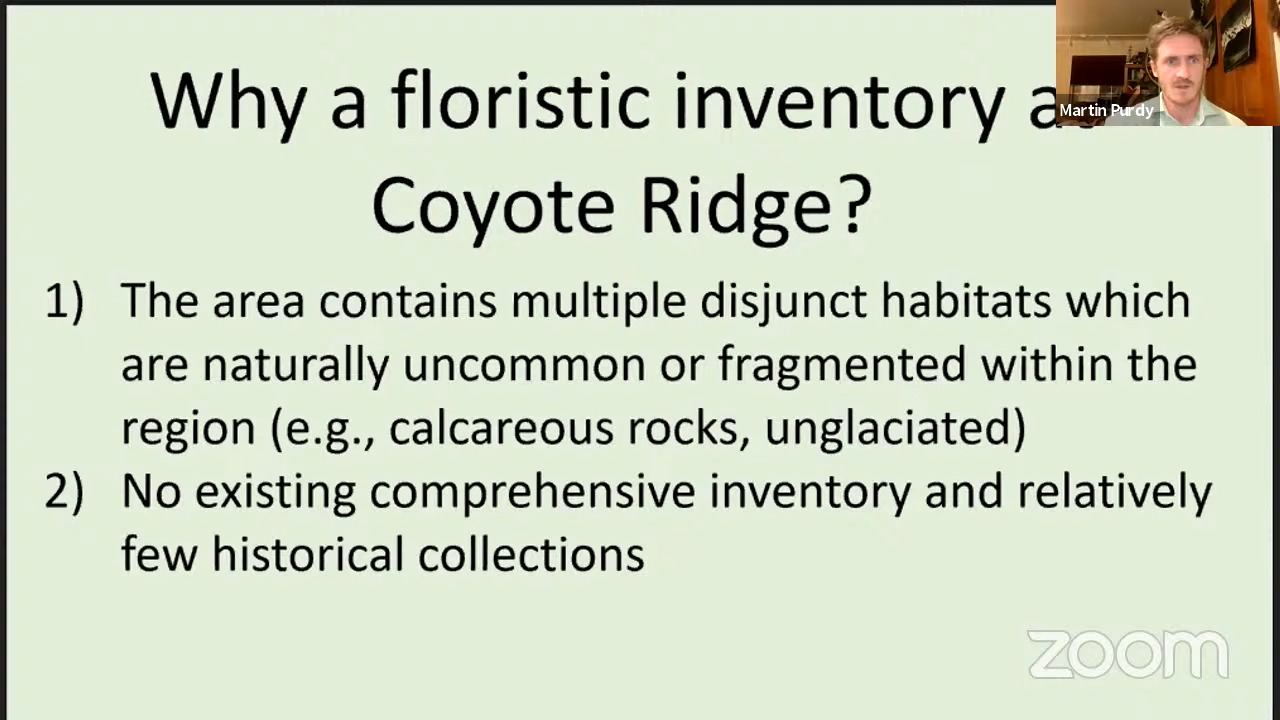 Why a floristic inventory
Coyote Ridge?
Martin Purdy
1) The area contains multiple disjunct habitats which
are naturally uncommon or fragmented within the
region (e.g., calcareous rocks, unglaciated)
2) No existing comprehensive inventory and relatively
few historical collections
zoom